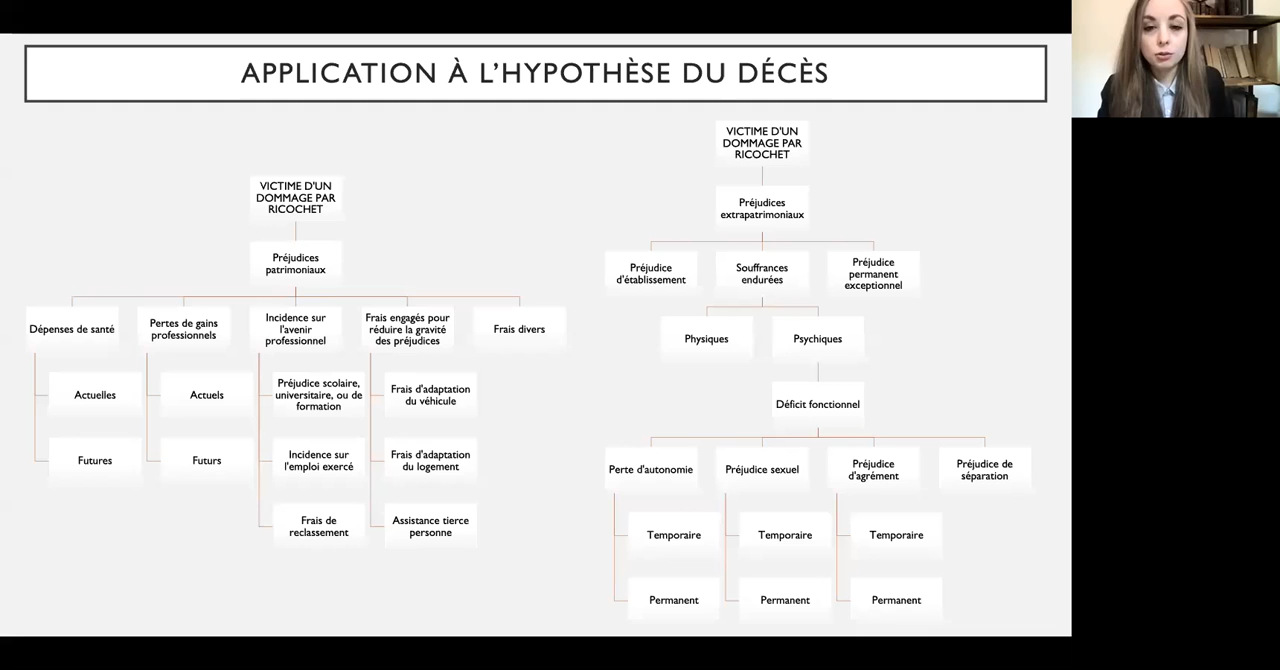 APPLICATION À L'HYPOTHÈSE DU DÉCÈS
VICTIME D'UN
DOMMAGE PAR
RICOCHET
Préjudices
patrimoniaux
Dépenses de santé
Actuelles
Futures
Pertes de gains
professionnels
Actuels
Futurs
Incidence sur
l'avenir
professionnel
Préjudice scolaire,
universitaire, ou de
formation
Incidence sur
l'emploi exercé
Frais de
reclassement
Frais engagés pour
réduire la gravité
des préjudices
Frais d'adaptation
du véhicule
Frais d'adaptation
du logement
Assistance tierce
personne
Frais divers
VICTIME D'UN
DOMMAGE PAR
RICOCHET
Préjudices
extrapatrimoniaux
Préjudice
d'établissement
Souffrances
endurées
Préjudice
permanent
exceptionnel
Physiques
Psychiques
Déficit fonctionnel
Perte d'autonomie
Temporaire
Permanent
Préjudice sexuel
Temporaire
Permanent
Préjudice
d'agrément
Temporaire
Permanent
Préjudice de
séparation